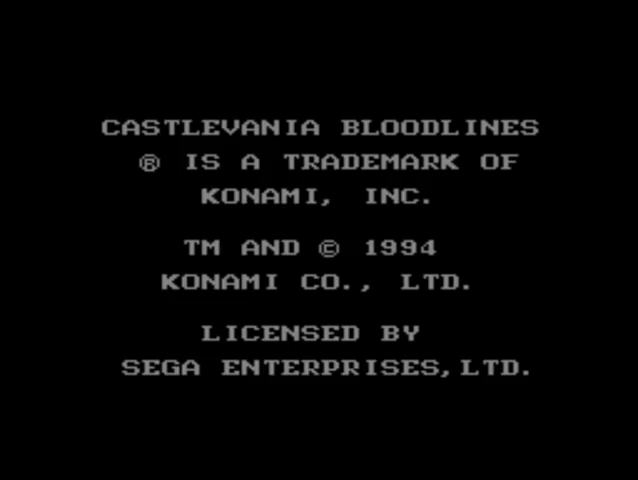 CASTLEVANIA BLOODLINES
® IS A TRADEMARK OF
KONAMI, INC.
TM AND © 1994
KONAMI CO., LTD.
LICENSED BY
SEGA ENTERPRISES,LTD.